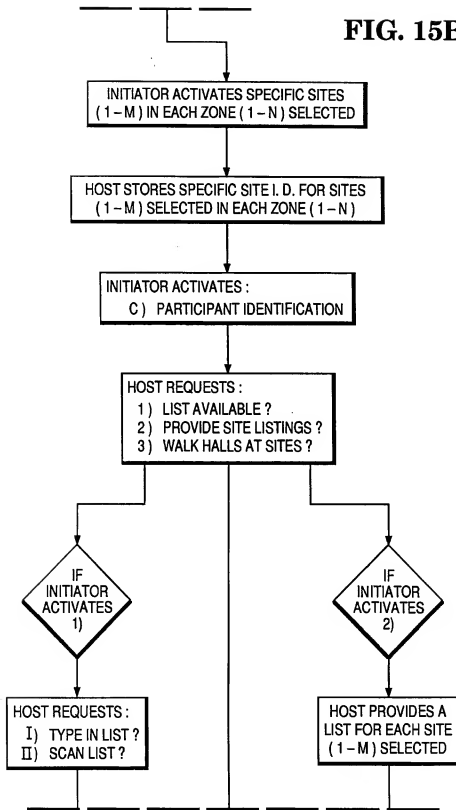 FIG. 15B
INITIATOR ACTIVATES SPECIFIC SITES
(1-M) IN EACH ZONE (1-N) SELECTED
HOST STORES SPECIFIC SITE I. D. FOR SITES
(1-M) SELECTED IN EACH ZONE (1-N)
INITIATOR ACTIVATES :
C) PARTICIPANT IDENTIFICATION
HOST REQUESTS :
1) LIST AVAILABLE ?
2) PROVIDE SITE LISTINGS ?
3) WALK HALLS AT SITES ?
IF
INITIATOR
ACTIVATES
1)
IF
INITIATOR
ACTIVATES
2)
HOST REQUESTS :
I) TYPE IN LIST ?
II) SCAN LIST ?
HOST PROVIDES A
LIST FOR EACH SITE
(1-M) SELECTED